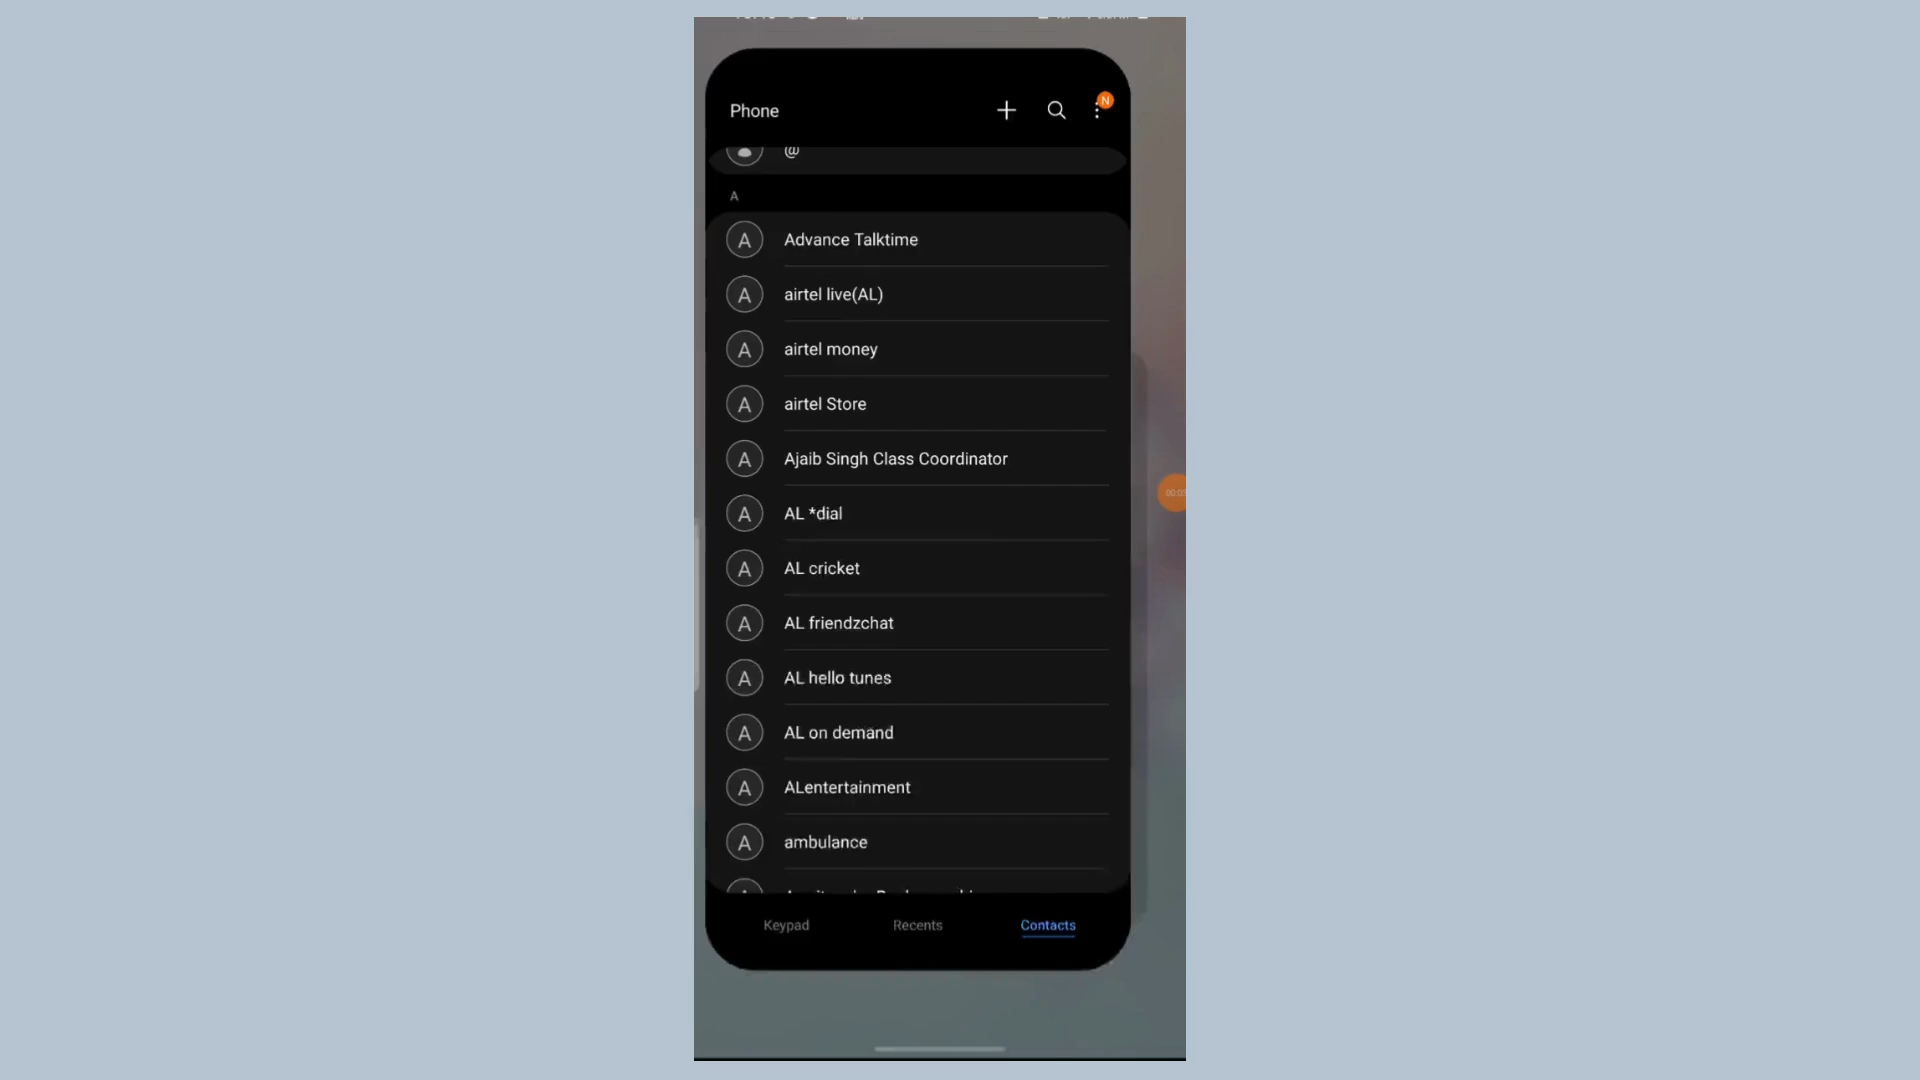 Phone
N
@
A
A Advance Talktime
A airtel live(AL)
A airtel money
A airtel Store
A Ajaib Singh Class Coordinator
A AL *dial
A AL cricket
A AL friendzchat
A AL hello tunes
A AL on demand
A ALentertainment
A ambulance
Keypad Recents Contacts